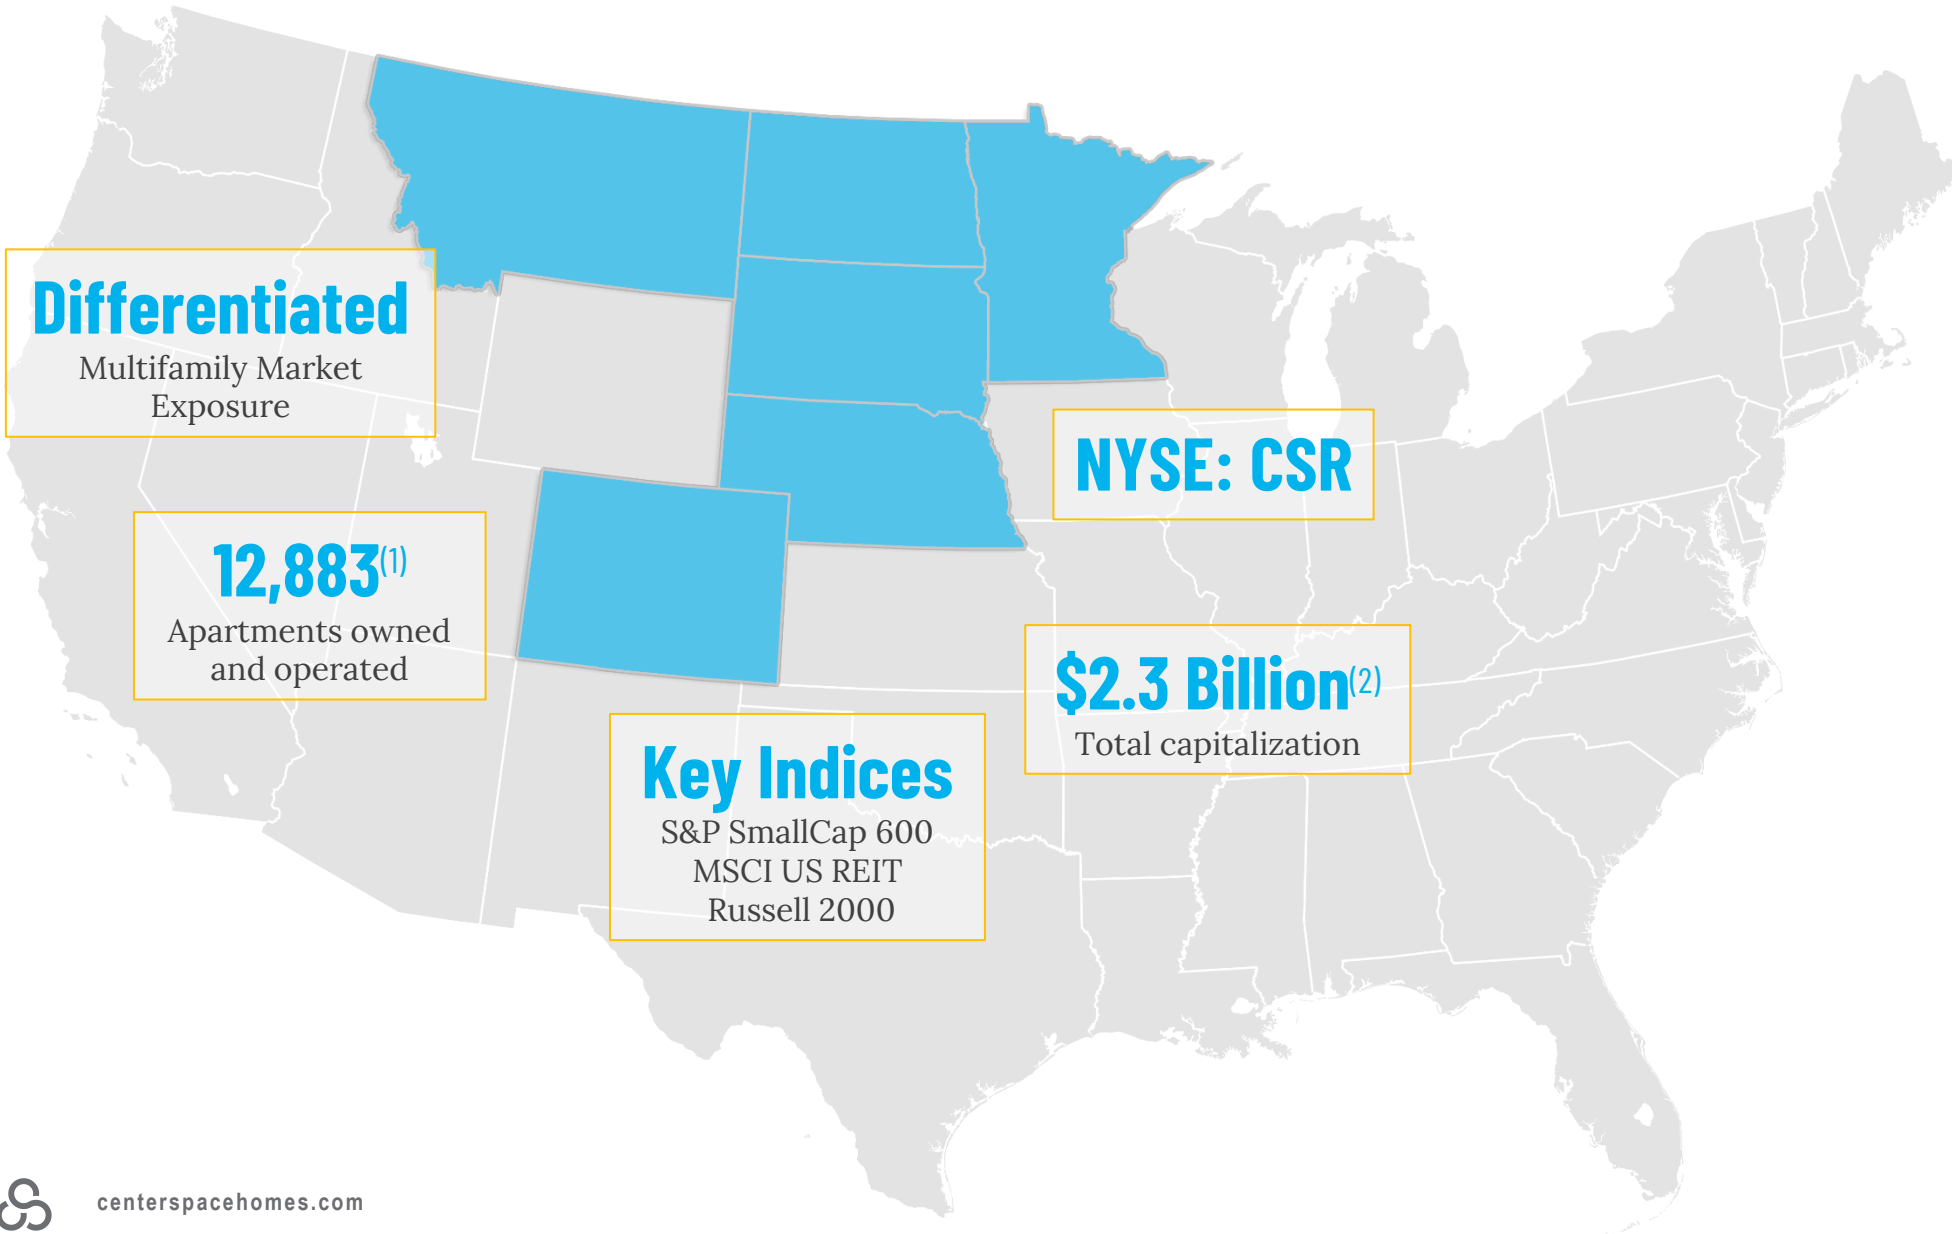 Differentiated
Multifamily Market
Exposure
NYSE: CSR
12,883(1)
Apartments owned
and operated
$2.3 Billion(2)
Total capitalization
Key Indices
S&P SmallCap 600
MSCI US REIT
Russell 2000
centerspacehomes.com